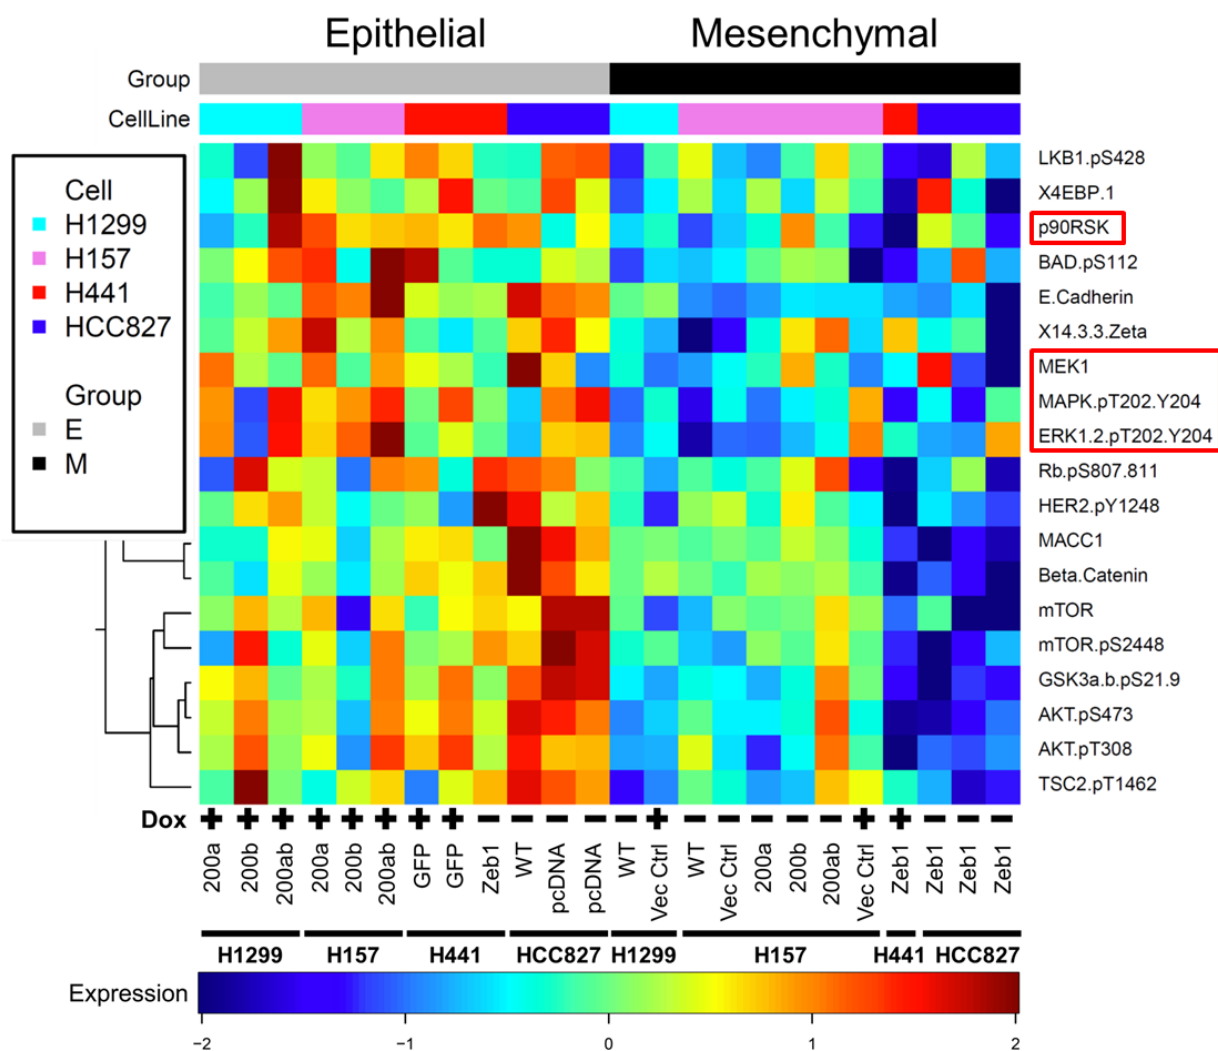 Epithelial Mesenchymal
Group
CellLine
Cell
H1299
H157
H441
HCC827
Group
E
M
LKB1.pS428
X4EBP.1
p90RSK
BAD.pS112
E.Cadherin
X14.3.3.Zeta
MEK1
MAPK.pT202.Y204
ERK1.2.pT202.Y204
Rb.pS807.811
HER2.pY1248
MACC1
Beta.Catenin
mTOR
mTOR.pS2448
GSK3a.b.pS21.9
AKT.pS473
AKT.pT308
TSC2.pT1462
Dox + + + + + + + + − − − − − + − − − − − + + − − −
200a 200b 200ab 200a 200b 200ab GFP GFP Zeb1 WT pcDNA pcDNA WT Vec Ctrl WT Vec Ctrl 200a 200b 200ab Vec Ctrl Zeb1 Zeb1 Zeb1 Zeb1
H1299 H157 H441 HCC827 H1299 H157 H441 HCC827
Expression
−2 −1 0 1 2